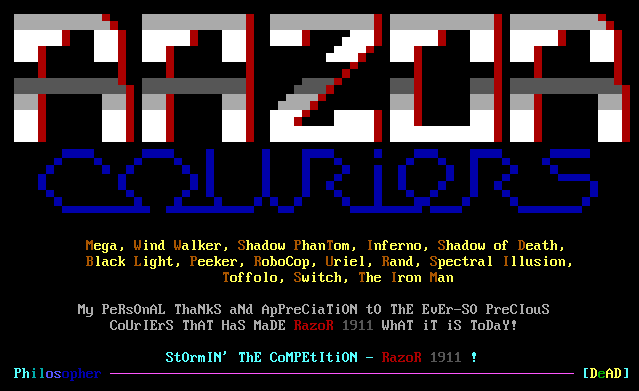 RAZOR
COURiERS
Mega, Wind Walker, Shadow PhanTom, Inferno, Shadow of Death,
Black Light, Peeker, RoboCop, Uriel, Rand, Spectral Illusion,
Toffolo, Switch, The Iron Man
My PeRsOnAL ThaNkS aNd ApPreCiaTiON tO ThE EvEr-SO PreCIouS
CoUrIErs ThAT HaS MaDE RazoR 1911 WhAT iT iS ToDaY!
StOrmIN' ThE CoMPEtItiON - RazoR 1911 !
Philosopher [DeAD]